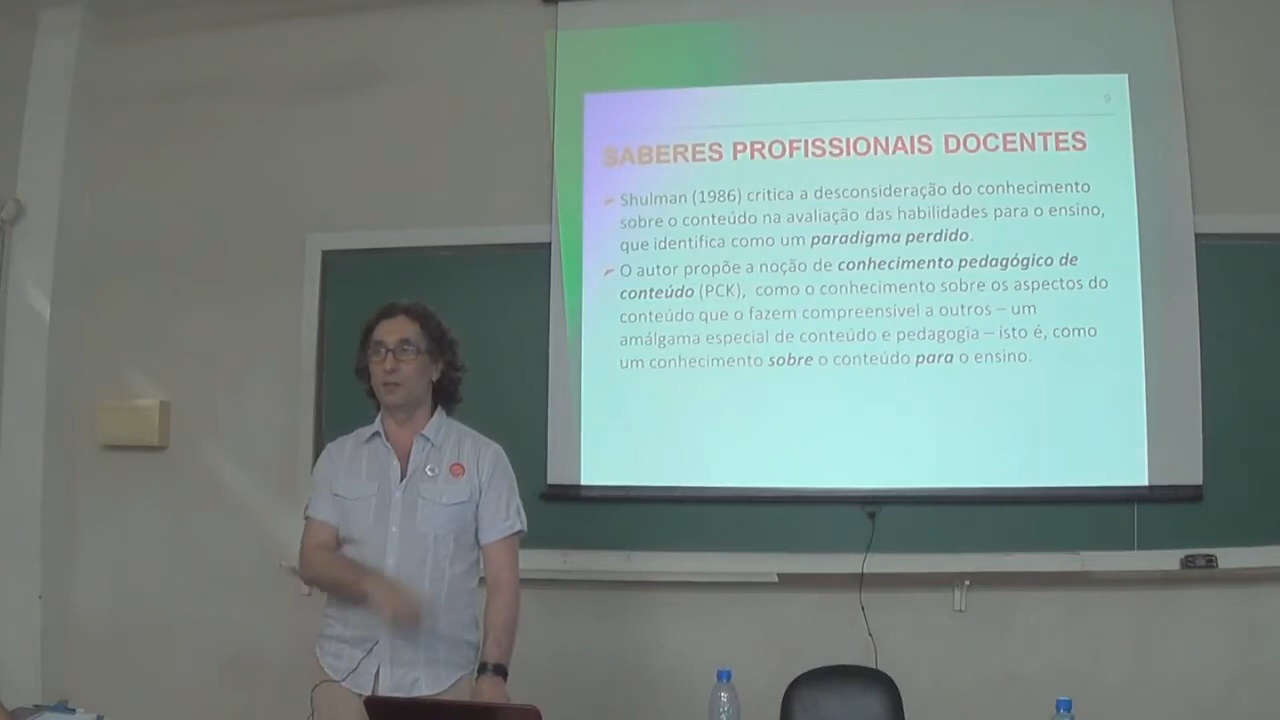 9
SABERES PROFISSIONAIS DOCENTES
Shulman (1986) critica a desconsideração do conhecimento
sobre o conteúdo na avaliação das habilidades para o ensino,
que identifica como um paradigma perdido.
O autor propõe a noção de conhecimento pedagógico de
conteúdo (PCK), como o conhecimento sobre os aspectos do
conteúdo que o fazem compreensível a outros – um
amálgama especial de conteúdo e pedagogia – isto é, como
um conhecimento sobre o conteúdo para o ensino.